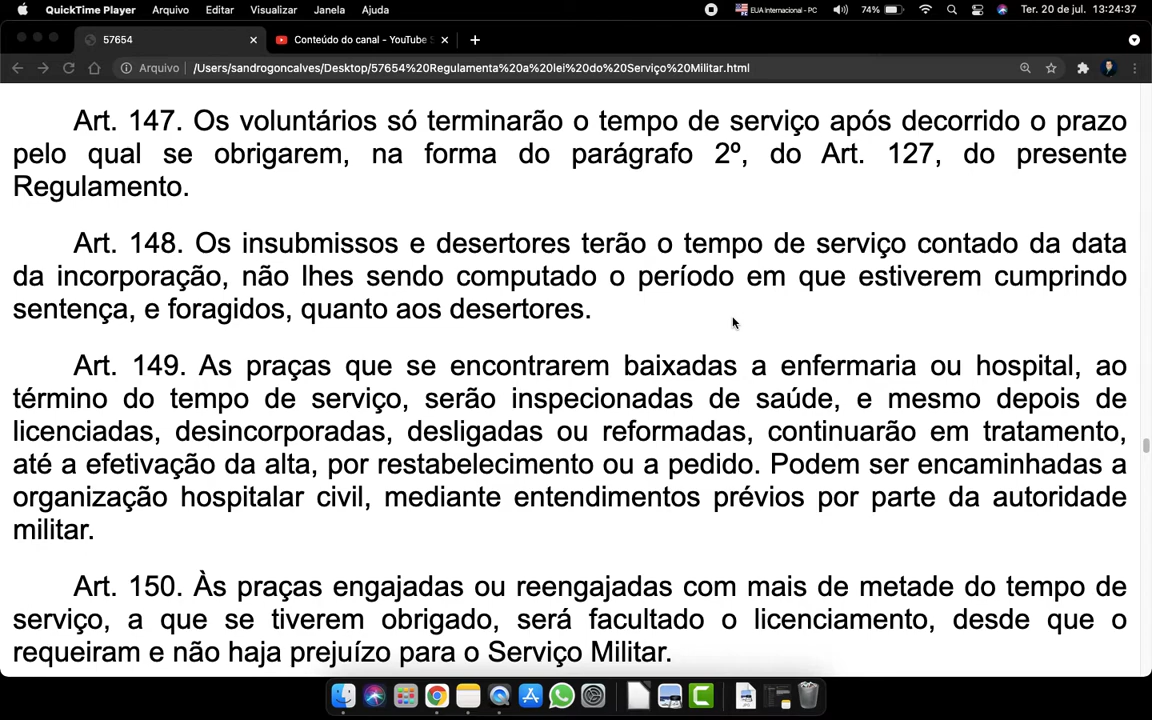 QuickTime Player Arquivo Editar Visualizar Janela Ajuda EUA Internacional - PC 74% Ter. 20 de jul. 13:24:37
57654 Conteúdo do canal - YouTube
Arquivo /Users/sandrogoncalves/Desktop/57654%20Regulamenta%20a%20lei%20do%20Serviço%20Militar.html
Art. 147. Os voluntários só terminarão o tempo de serviço após decorrido o prazo
pelo qual se obrigarem, na forma do parágrafo 2º, do Art. 127, do presente
Regulamento.
Art. 148. Os insubmissos e desertores terão o tempo de serviço contado da data
da incorporação, não lhes sendo computado o período em que estiverem cumprindo
sentença, e foragidos, quanto aos desertores.
Art. 149. As praças que se encontrarem baixadas a enfermaria ou hospital, ao
término do tempo de serviço, serão inspecionadas de saúde, e mesmo depois de
licenciadas, desincorporadas, desligadas ou reformadas, continuarão em tratamento,
até a efetivação da alta, por restabelecimento ou a pedido. Podem ser encaminhadas a
organização hospitalar civil, mediante entendimentos prévios por parte da autoridade
militar.
Art. 150. Às praças engajadas ou reengajadas com mais de metade do tempo de
serviço, a que se tiverem obrigado, será facultado o licenciamento, desde que o
requeiram e não haja prejuízo para o Serviço Militar.